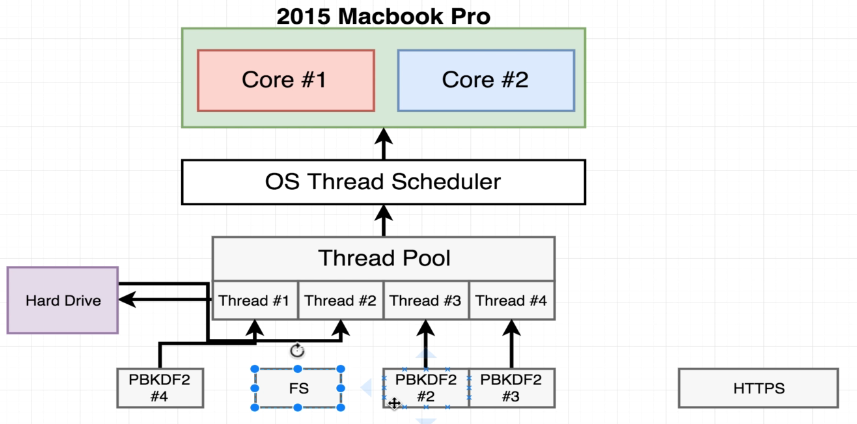 2015 Macbook Pro
Core #1
Core #2
OS Thread Scheduler
Thread Pool
Hard Drive
Thread #1
Thread #2
Thread #3
Thread #4
PBKDF2
#4
FS
PBKDF2
#2
PBKDF2
#3
HTTPS